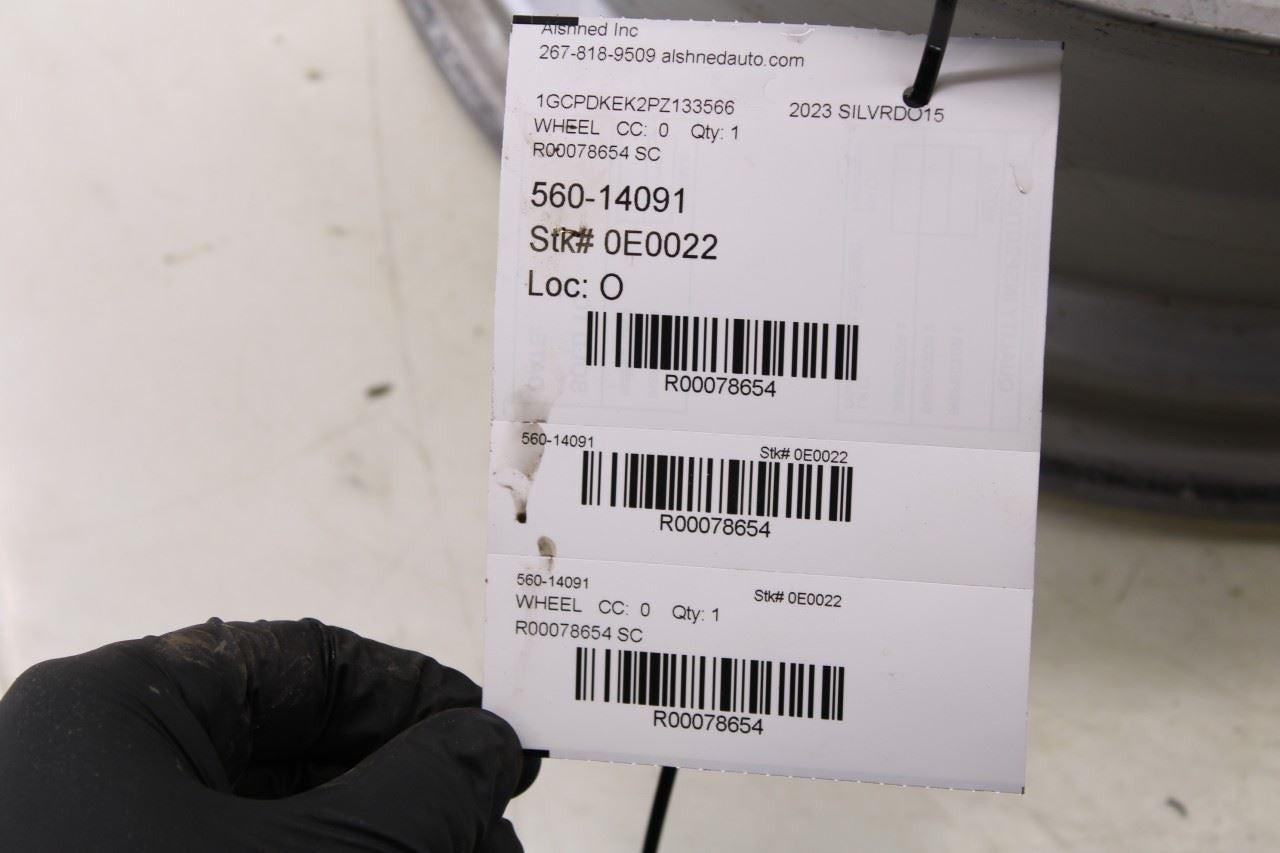 Alshned Inc
267-818-9509 alshnedauto.com
1GCPDKEK2PZ133566 2023 SILVRDO15
WHEEL CC: 0 Qty: 1
R00078654 SC
560-14091
Stk# 0E0022
Loc: O
R00078654
560-14091 Stk# 0E0022
R00078654
560-14091 Stk# 0E0022
WHEEL CC: 0 Qty: 1
R00078654 SC
R00078654